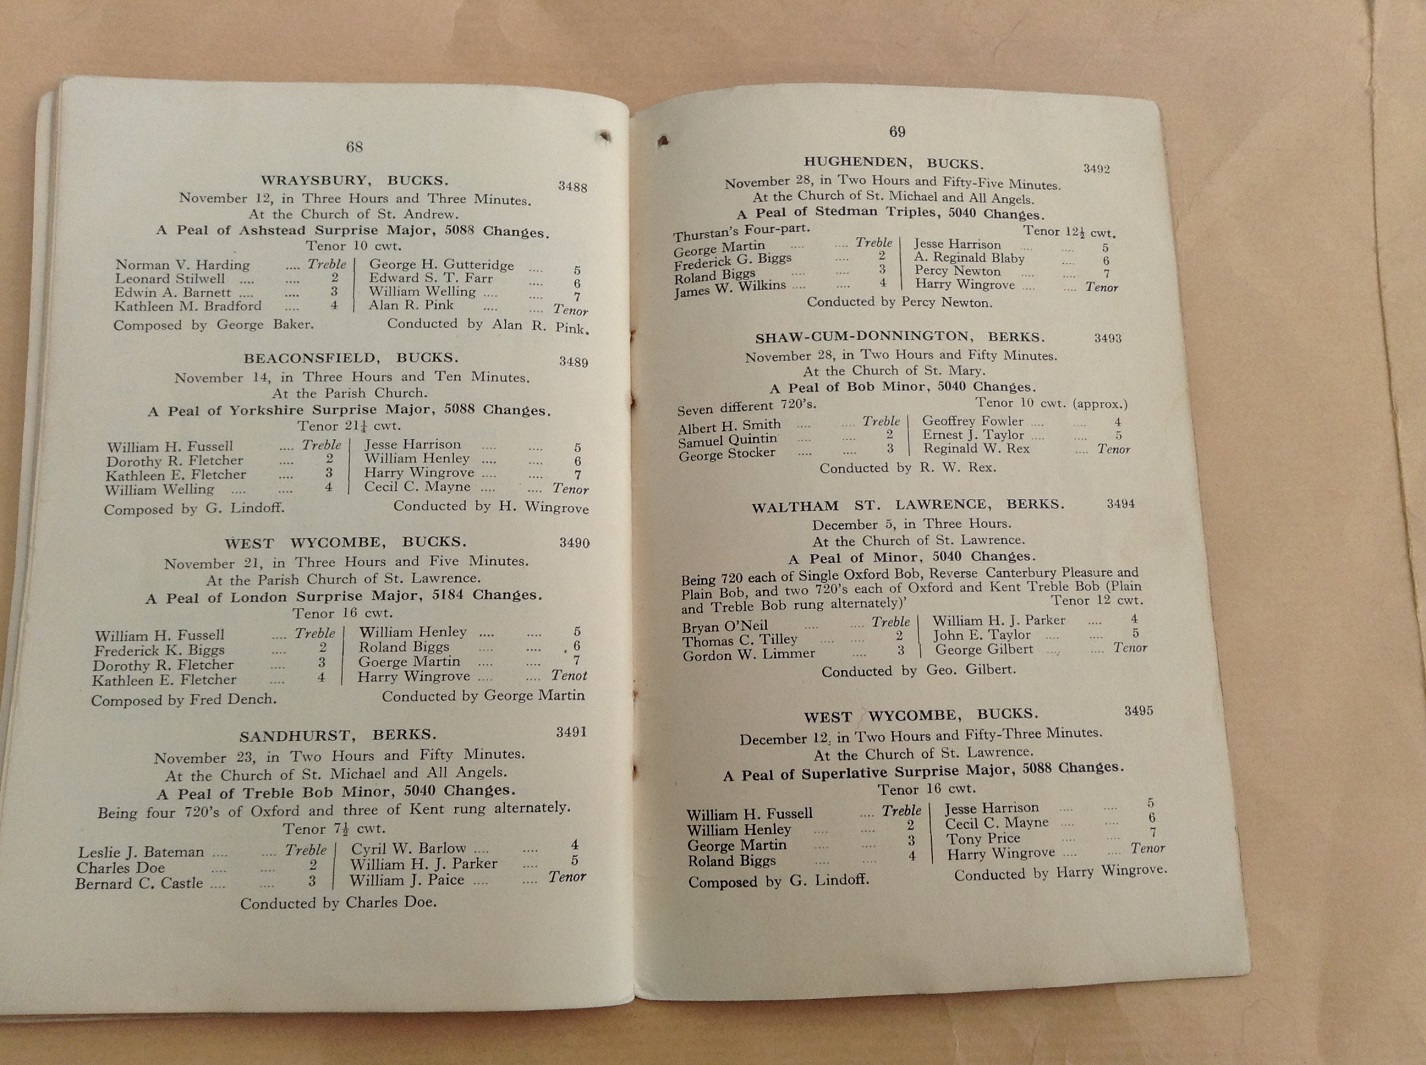 68
WRAYSBURY, BUCKS. 3488
November 12, in Three Hours and Three Minutes.
At the Church of St. Andrew.
A Peal of Ashstead Surprise Major, 5088 Changes.
Tenor 10 cwt.
Norman V. Harding .... Treble George H. Gutteridge .... 5
Leonard Stilwell .... .... 2 Edward S. T. Farr .... 6
Edwin A. Barnett .... .... 3 William Welling .... .... 7
Kathleen M. Bradford .... 4 Alan R. Pink .... .... Tenor
Composed by George Baker. Conducted by Alan R. Pink.
BEACONSFIELD, BUCKS. 3489
November 14, in Three Hours and Ten Minutes.
At the Parish Church.
A Peal of Yorkshire Surprise Major, 5088 Changes.
Tenor 21¼ cwt.
William H. Fussell .... Treble Jesse Harrison .... .... 5
Dorothy R. Fletcher .... 2 William Henley .... .... 6
Kathleen E. Fletcher .... 3 Harry Wingrove .... .... 7
William Welling .... .... 4 Cecil C. Mayne .... .... Tenor
Composed by G. Lindoff. Conducted by H. Wingrove
WEST WYCOMBE, BUCKS. 3490
November 21, in Three Hours and Five Minutes.
At the Parish Church of St. Lawrence.
A Peal of London Surprise Major, 5184 Changes.
Tenor 16 cwt.
William H. Fussell .... Treble William Henley .... .... 5
Frederick K. Biggs .... 2 Roland Biggs .... .... 6
Dorothy R. Fletcher .... 3 Goerge Martin .... .... 7
Kathleen E. Fletcher .... 4 Harry Wingrove .... .... Tenot
Composed by Fred Dench. Conducted by George Martin
SANDHURST, BERKS. 3491
November 23, in Two Hours and Fifty Minutes.
At the Church of St. Michael and All Angels.
A Peal of Treble Bob Minor, 5040 Changes.
Being four 720's of Oxford and three of Kent rung alternately.
Tenor 7½ cwt.
Leslie J. Bateman .... .... Treble Cyril W. Barlow .... .... 4
Charles Doe .... .... 2 William H. J. Parker .... 5
Bernard C. Castle .... .... 3 William J. Paice .... .... Tenor
Conducted by Charles Doe.
69
HUGHENDEN, BUCKS. 3492
November 28, in Two Hours and Fifty-Five Minutes.
At the Church of St. Michael and All Angels.
A Peal of Stedman Triples, 5040 Changes.
Thurstan's Four-part. Tenor 12½ cwt.
George Martin .... .... Treble Jesse Harrison .... .... 5
Frederick G. Biggs .... 2 A. Reginald Blaby .... 6
Roland Biggs .... .... 3 Percy Newton .... .... 7
James W. Wilkins .... .... 4 Harry Wingrove .... .... Tenor
Conducted by Percy Newton.
SHAW-CUM-DONNINGTON, BERKS. 3493
November 28, in Two Hours and Fifty Minutes.
At the Church of St. Mary.
A Peal of Bob Minor, 5040 Changes.
Seven different 720's. Tenor 10 cwt. (approx.)
Albert H. Smith .... .... Treble Geoffrey Fowler .... .... 4
Samuel Quintin .... .... 2 Ernest J. Taylor .... .... 5
George Stocker .... .... 3 Reginald W. Rex .... Tenor
Conducted by R. W. Rex.
WALTHAM ST. LAWRENCE, BERKS. 3494
December 5, in Three Hours.
At the Church of St. Lawrence.
A Peal of Minor, 5040 Changes.
Being 720 each of Single Oxford Bob, Reverse Canterbury Pleasure and
Plain Bob, and two 720's each of Oxford and Kent Treble Bob (Plain
and Treble Bob rung alternately)' Tenor 12 cwt.
Bryan O'Neil .... .... Treble William H. J. Parker .... 4
Thomas C. Tilley .... .... 2 John E. Taylor .... .... 5
Gordon W. Limmer .... 3 George Gilbert .... .... Tenor
Conducted by Geo. Gilbert.
WEST WYCOMBE, BUCKS. 3495
December 12, in Two Hours and Fifty-Three Minutes.
At the Church of St. Lawrence.
A Peal of Superlative Surprise Major, 5088 Changes.
Tenor 16 cwt.
William H. Fussell .... Treble Jesse Harrison .... .... 5
William Henley .... .... 2 Cecil C. Mayne .... .... 6
George Martin .... .... 3 Tony Price .... .... 7
Roland Biggs .... .... 4 Harry Wingrove .... .... Tenor
Composed by G. Lindoff. Conducted by Harry Wingrove.